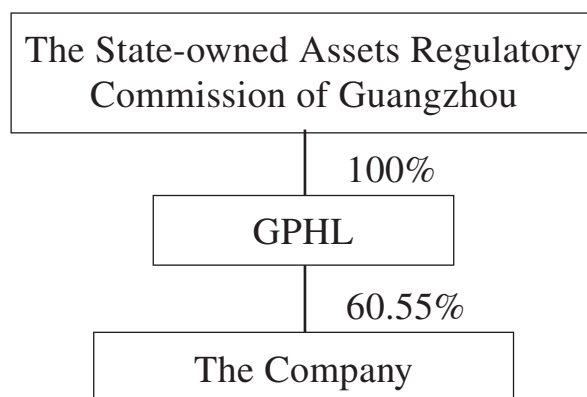 The State-owned Assets Regulatory
Commission of Guangzhou
100%
GPHL
60.55%
The Company